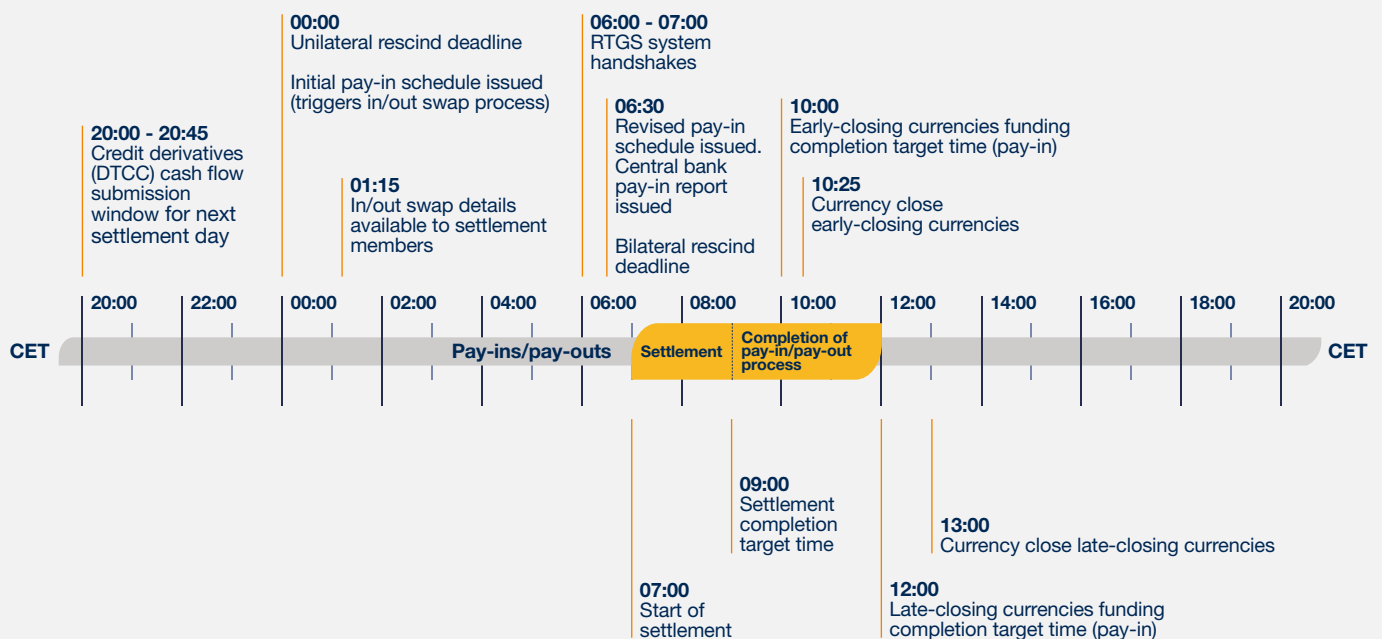 00:00
Unilateral rescind deadline
Initial pay-in schedule issued
(triggers in/out swap process)
06:00 - 07:00
RTGS system
handshakes
20:00 - 20:45
Credit derivatives
(DTCC) cash flow
submission
window for next
settlement day
01:15
In/out swap details
available to settlement
members
06:30
Revised pay-in
schedule issued.
Central bank
pay-in report
issued
Bilateral rescind
deadline
10:00
Early-closing currencies funding
completion target time (pay-in)
10:25
Currency close
early-closing currencies
20:00 22:00 00:00 02:00 04:00 06:00 08:00 10:00 12:00 14:00 16:00 18:00 20:00
CET
Pay-ins/pay-outs
Settlement
Completion of
pay-in/pay-out
process
CET
09:00
Settlement
completion
target time
13:00
Currency close late-closing currencies
07:00
Start of
settlement
12:00
Late-closing currencies funding
completion target time (pay-in)